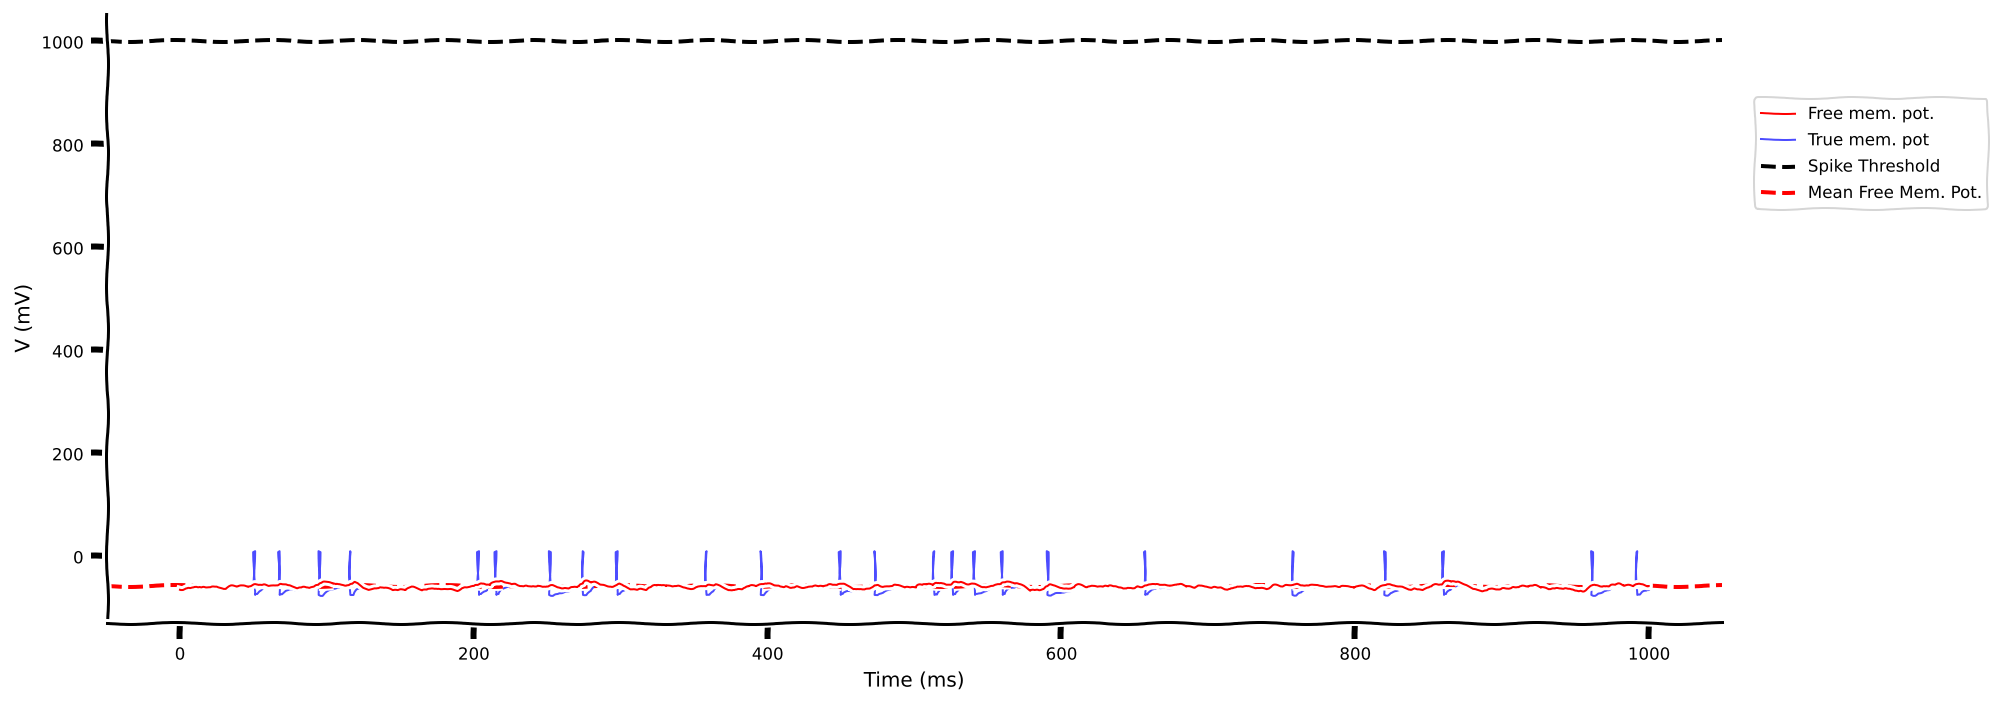 1000
800
600
400
200
0
V (mV)
0 200 400 600 800 1000
Time (ms)
Free mem. pot.
True mem. pot
Spike Threshold
Mean Free Mem. Pot.